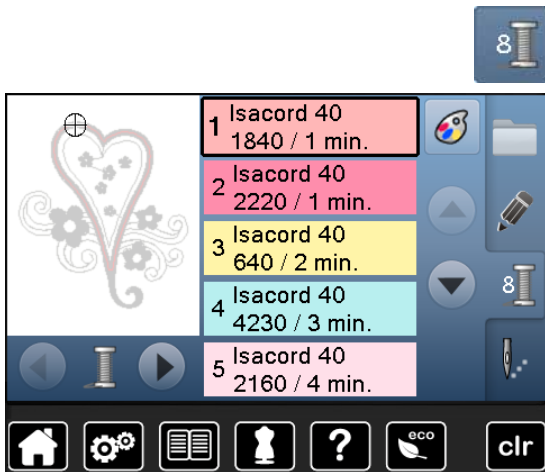 8
1 Isacord 40
1840 / 1 min.
2 Isacord 40
2220 / 1 min.
3 Isacord 40
640 / 2 min.
4 Isacord 40
4230 / 3 min.
5 Isacord 40
2160 / 4 min.
8
?
eco
clr